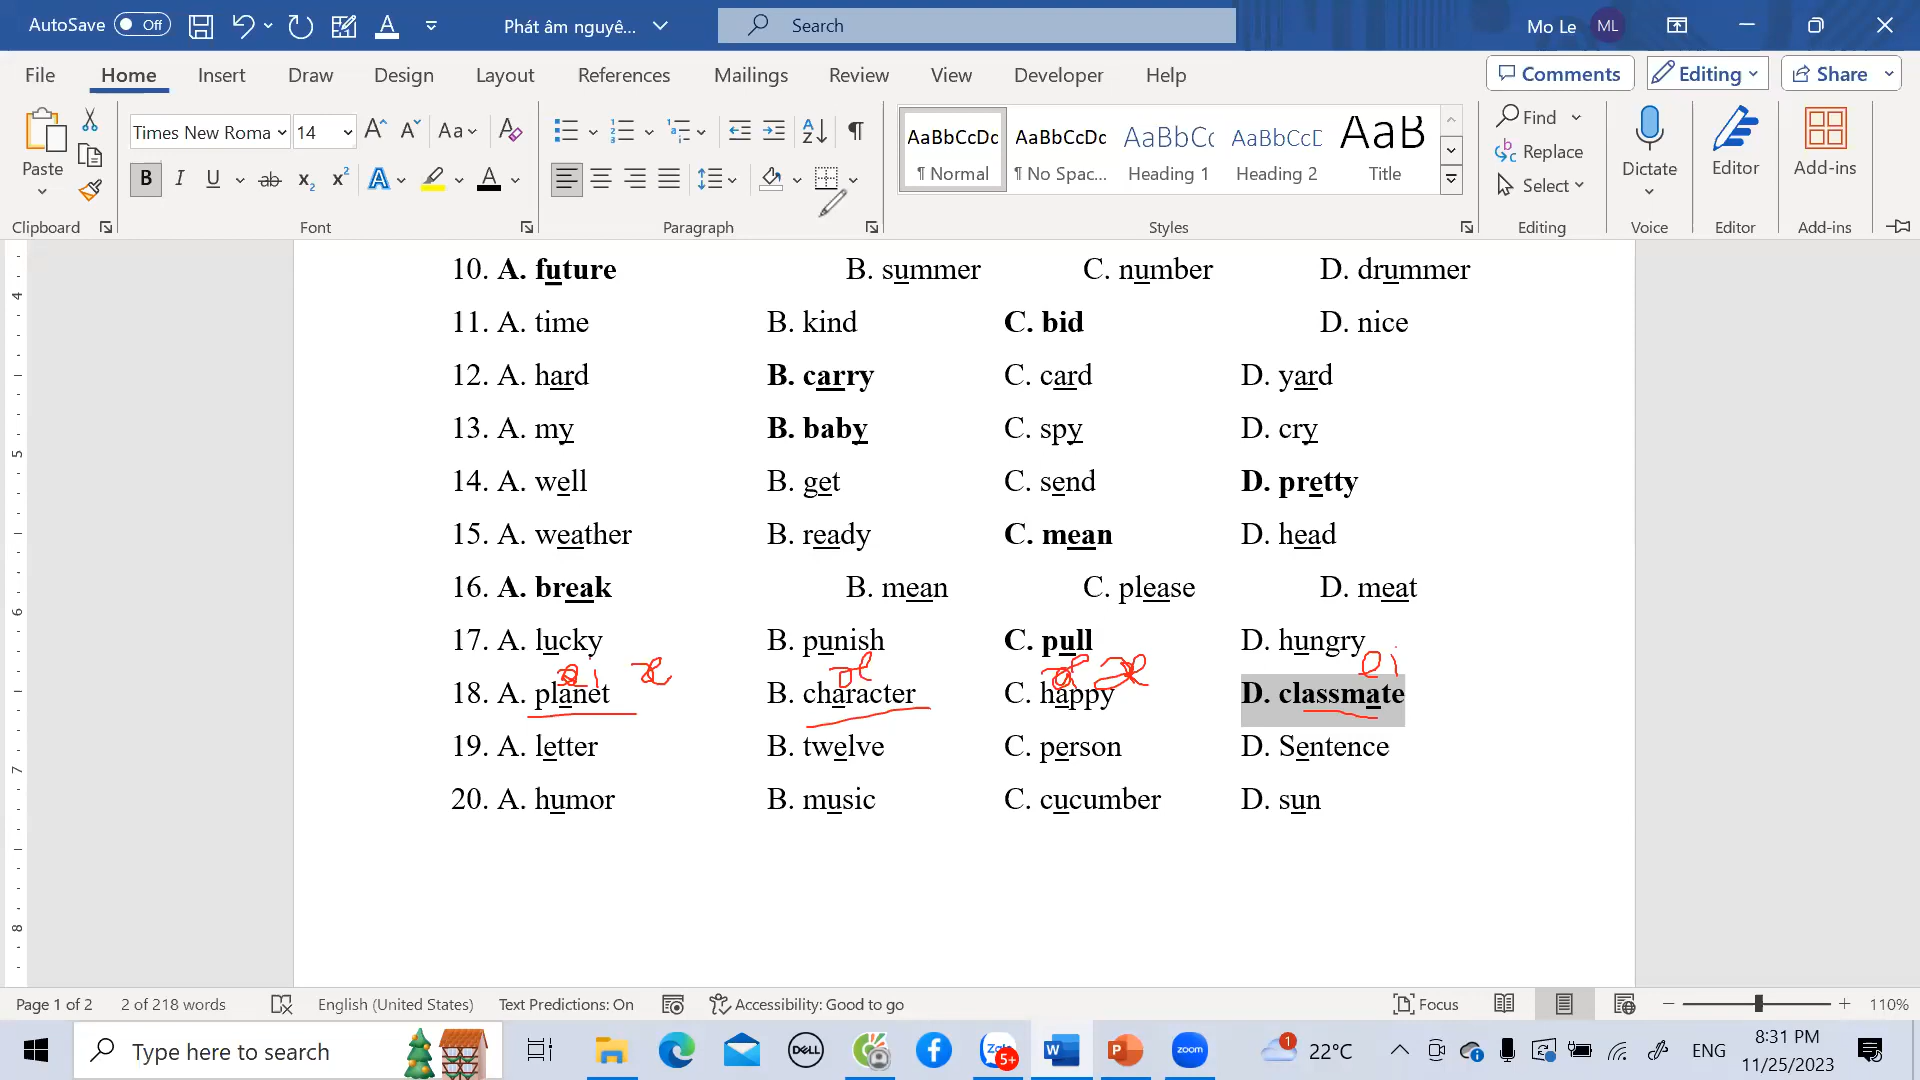 AutoSave Off Phát âm nguyê... Search Mo Le ML
File Home Insert Draw Design Layout References Mailings Review View Developer Help Comments Editing Share
Paste Times New Roma 14 Aa AaBbCcDc AaBbCcDc AaBbCc AaBbCcD AaB Find Replace Select Dictate Editor Add-ins
¶ Normal ¶ No Spac... Heading 1 Heading 2 Title
Clipboard Font Paragraph Styles Editing Voice Editor Add-ins
10. A. future B. summer C. number D. drummer
11. A. time B. kind C. bid D. nice
12. A. hard B. carry C. card D. yard
13. A. my B. baby C. spy D. cry
14. A. well B. get C. send D. pretty
15. A. weather B. ready C. mean D. head
16. A. break B. mean C. please D. meat
17. A. lucky B. punish C. pull D. hungry
æ æ ei
18. A. planet B. character C. happy D. classmate
19. A. letter B. twelve C. person D. Sentence
20. A. humor B. music C. cucumber D. sun
Page 1 of 2 2 of 218 words English (United States) Text Predictions: On Accessibility: Good to go Focus 110%
Type here to search DELL Zalo 5+ zoom 1 22°C ENG 8:31 PM
11/25/2023